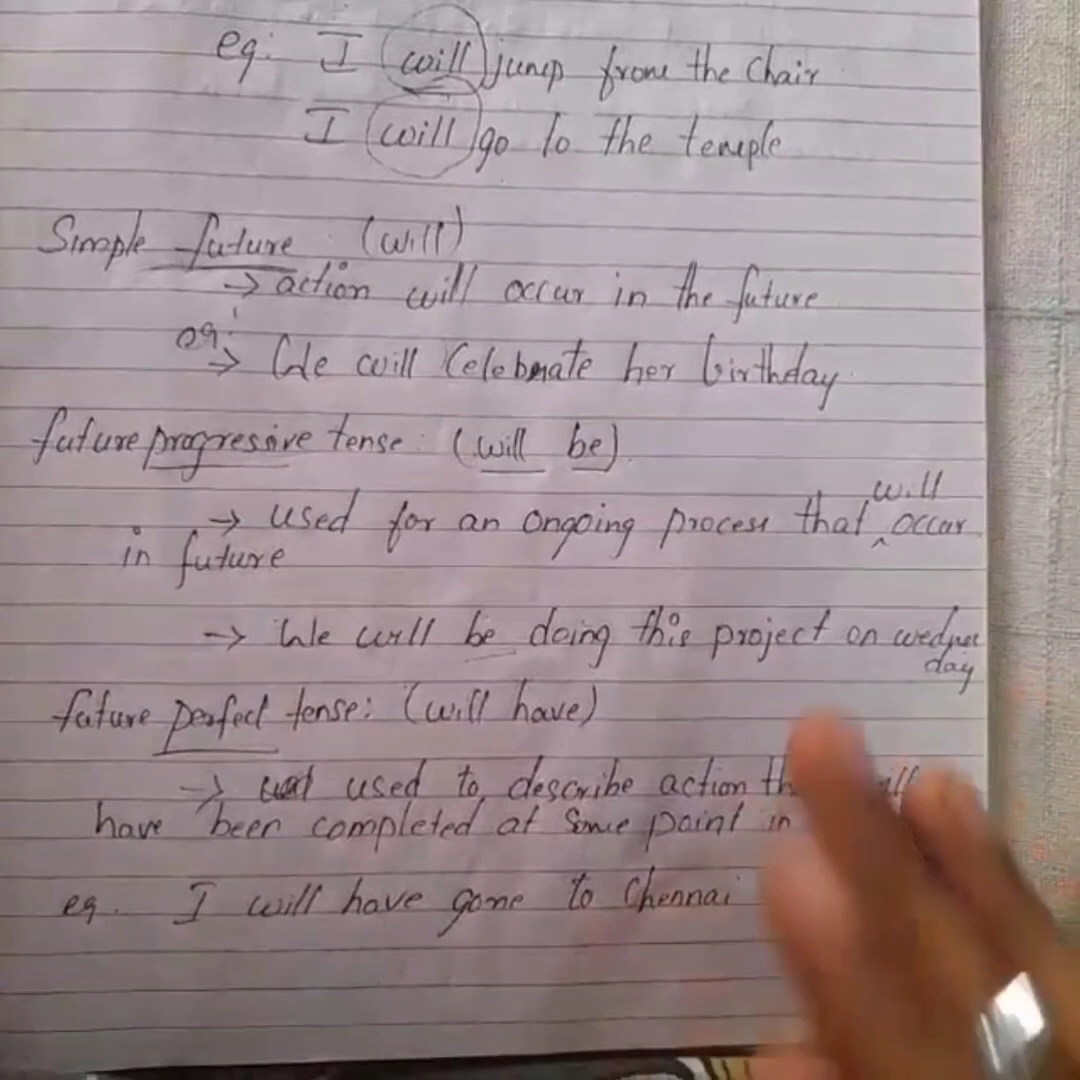 eg. I will jump from the Chair
I will go to the temple
Simple future (will)
→ action will occur in the future
eg:
→ We will Celebrate her birthday
future progressive tense: (will be).
will
→ used for an ongoing process that ^ occur
in future
→ We will be doing this project on wednes
day
future perfect tense: (will have)
→ used to describe action
have been completed at some point in
eg. I will have gone to Chennai